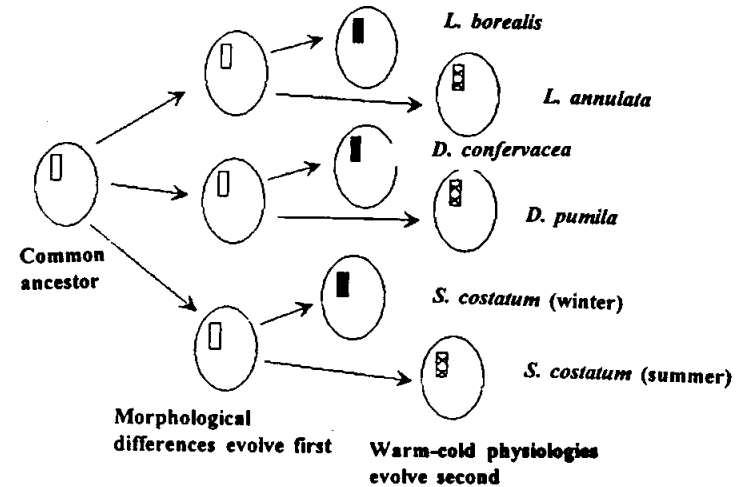 L. borealis
L. annulata
D. confervacea
D. pumila
Common
ancestor
S. costatum (winter)
S. costatum (summer)
Morphological
differences evolve first
Warm-cold physiologies
evolve second